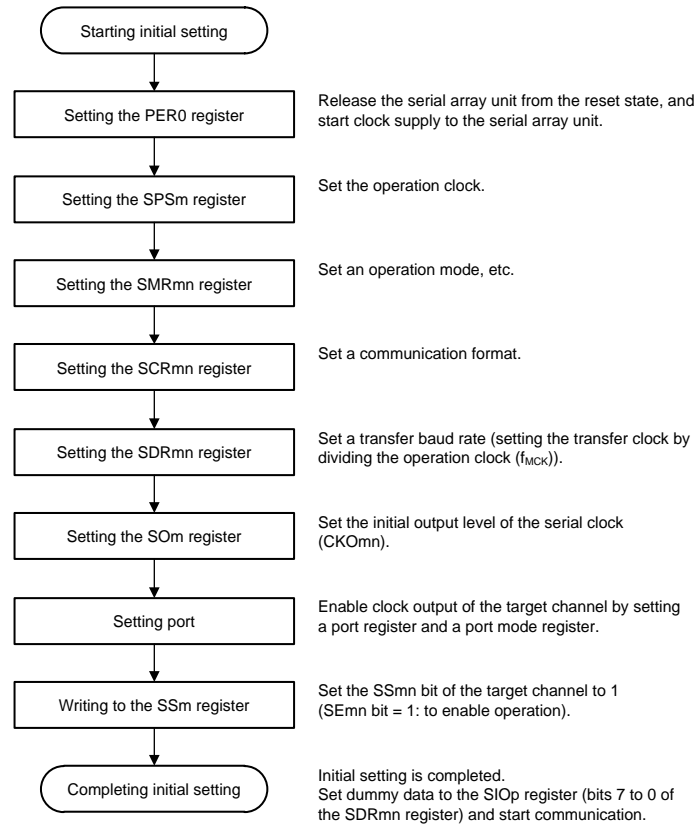 Starting initial setting
Setting the PER0 register
Release the serial array unit from the reset state, and
start clock supply to the serial array unit.
Setting the SPSm register
Set the operation clock.
Setting the SMRmn register
Set an operation mode, etc.
Setting the SCRmn register
Set a communication format.
Setting the SDRmn register
Set a transfer baud rate (setting the transfer clock by
dividing the operation clock (fMCK)).
Setting the SOm register
Set the initial output level of the serial clock
(CKOmn).
Setting port
Enable clock output of the target channel by setting
a port register and a port mode register.
Writing to the SSm register
Set the SSmn bit of the target channel to 1
(SEmn bit = 1: to enable operation).
Completing initial setting
Initial setting is completed.
Set dummy data to the SIOp register (bits 7 to 0 of
the SDRmn register) and start communication.